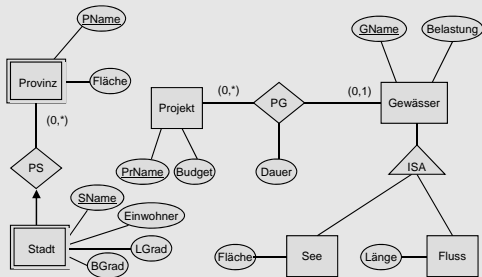 PName
GName
Belastung
Provinz
Fläche
Projekt
(0,*)
PG
(0,1)
Gewässer
(0,*)
PS
PrName
Budget
Dauer
ISA
SName
Einwohner
Stadt
LGrad
BGrad
Fläche
See
Länge
Fluss